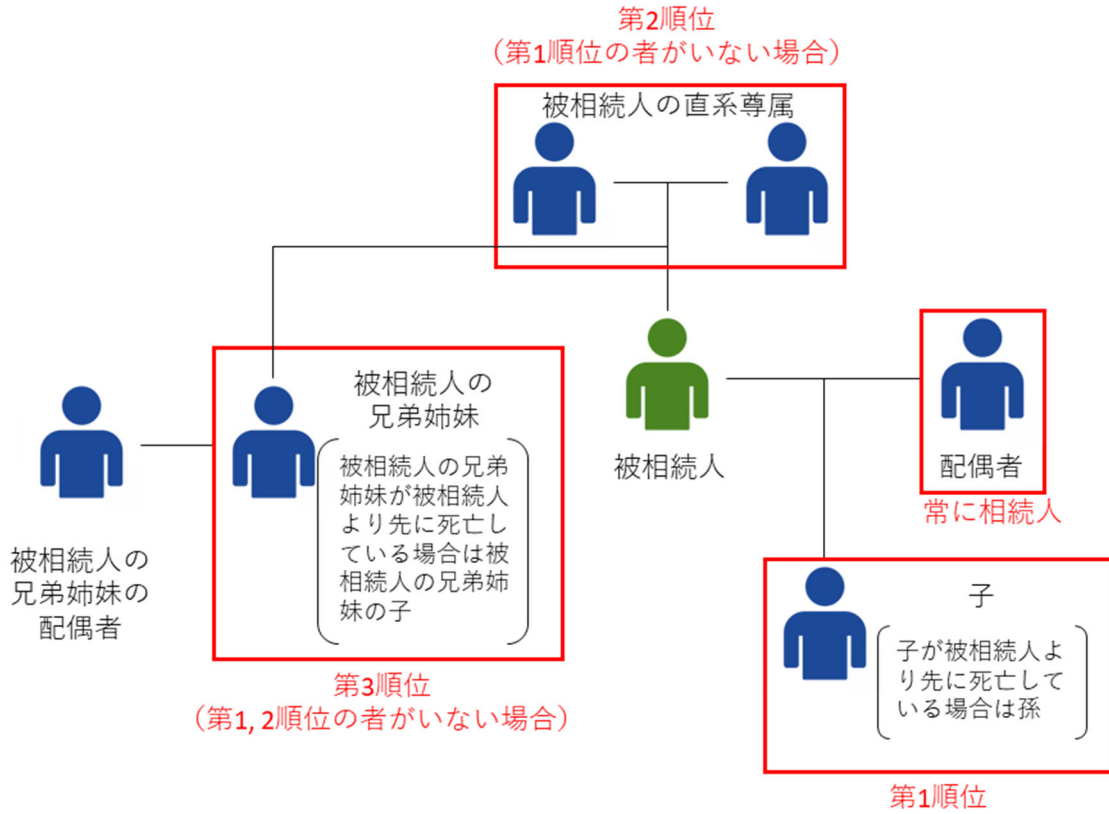 第2順位
（第1順位の者がいない場合）
被相続人の直系尊属
被相続人の
兄弟姉妹
被相続人の兄弟
姉妹が被相続人
より先に死亡し
ている場合は被
相続人の兄弟姉
妹の子
被相続人
配偶者
常に相続人
被相続人の
兄弟姉妹の
配偶者
第3順位
（第1, 2順位の者がいない場合）
子
子が被相続人よ
り先に死亡して
いる場合は孫
第1順位